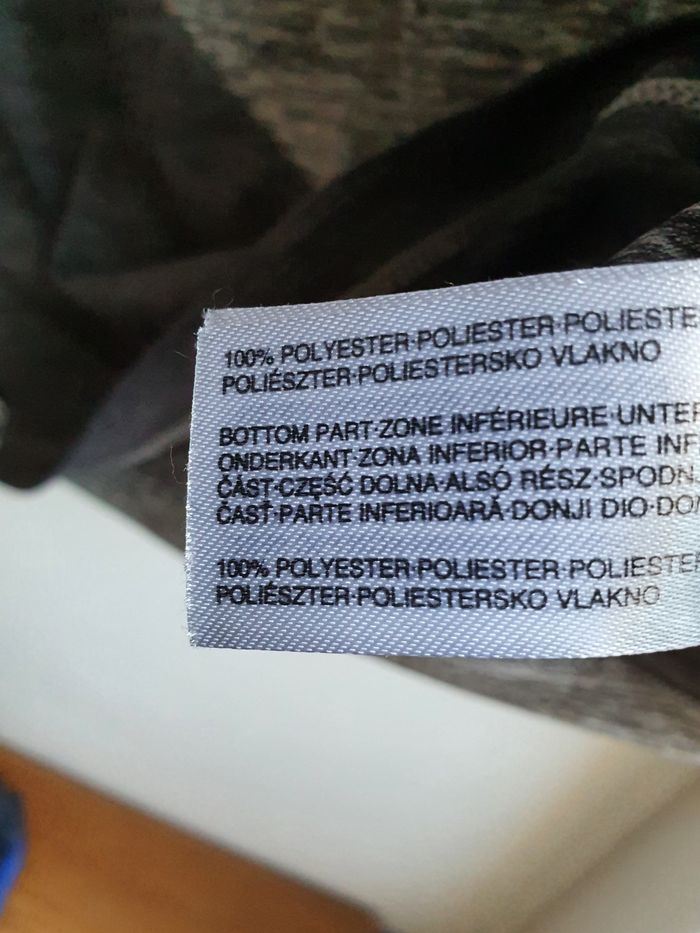 100% POLYESTER·POLIESTER·POLIESTE
POLIÉSZTER·POLIESTERSKO VLAKNO
BOTTOM PART·ZONE INFÉRIEURE·UNTE
ONDERKANT·ZONA INFERIOR·PARTE INF
ČÁST·CZĘŚĆ DOLNA·ALSÓ RÉSZ·SPODN
ČASŤ·PARTE INFERIOARĂ·DONJI DIO·DO
100% POLYESTER·POLIESTER·POLIESTE
POLIÉSZTER·POLIESTERSKO VLAKNO